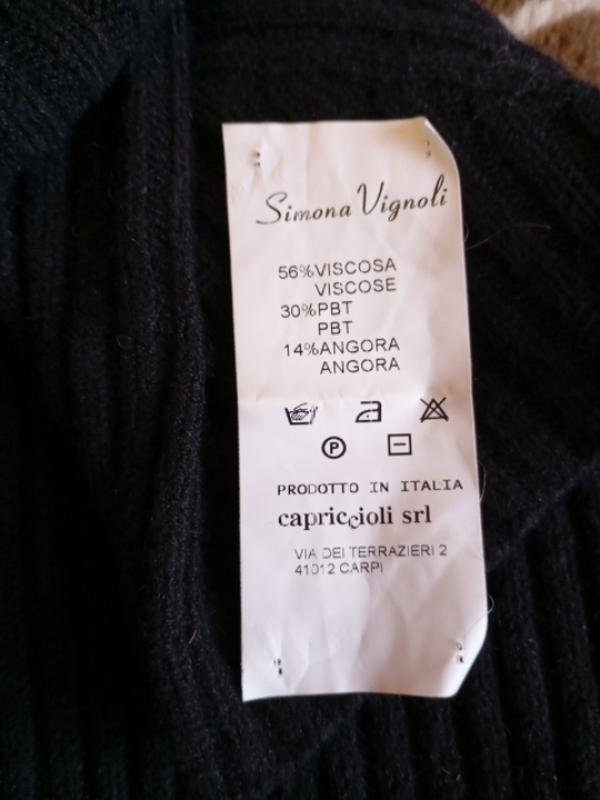 Simona Vignoli
56%VISCOSA
VISCOSE
30%PBT
PBT
14%ANGORA
ANGORA
P
PRODOTTO IN ITALIA
capriccioli srl
VIA DEI TERRAZIERI 2
41012 CARPI